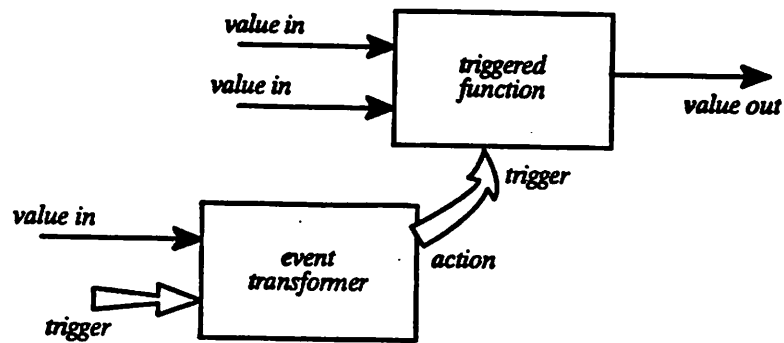 value in
value in
triggered
function
value out
trigger
value in
event
transformer
action
trigger